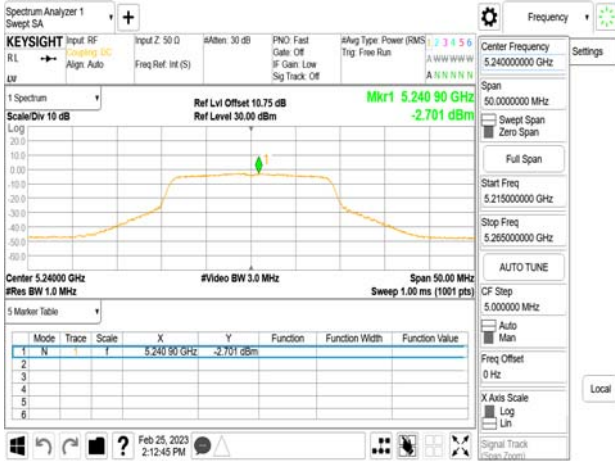 Spectrum Analyzer 1
Swept SA
Frequency
Settings
KEYSIGHT
RL
Input: RF
Coupling: DC
Align: Auto
Input Z: 50 Ω
Freq Ref: Int (S)
#Atten: 30 dB
PNO: Fast
Gate: Off
IF Gain: Low
Sig Track: Off
#Avg Type: Power (RMS
Trig: Free Run
1 2 3 4 5 6
A W W W W W
A N N N N N
1 Spectrum
Scale/Div 10 dB
Log
Ref Lvl Offset 10.75 dB
Ref Level 30.00 dBm
Mkr1 5.240 90 GHz
-2.701 dBm
20.0
10.0
0.00
-10.0
-20.0
-30.0
-40.0
-50.0
-60.0
1
Center 5.24000 GHz
#Video BW 3.0 MHz
Span 50.00 MHz
#Res BW 1.0 MHz
Sweep 1.00 ms (1001 pts)
5 Marker Table
Mode Trace Scale X Y Function Function Width Function Value
1 N 1 f 5.240 90 GHz -2.701 dBm
2
3
4
5
6
Feb 25, 2023
2:12:45 PM
Center Frequency
5.240000000 GHz
Span
50.0000000 MHz
Swept Span
Zero Span
Full Span
Start Freq
5.215000000 GHz
Stop Freq
5.265000000 GHz
AUTO TUNE
CF Step
5.000000 MHz
Auto
Man
Freq Offset
0 Hz
X Axis Scale
Log
Lin
Signal Track
(Span Zoom)
Local